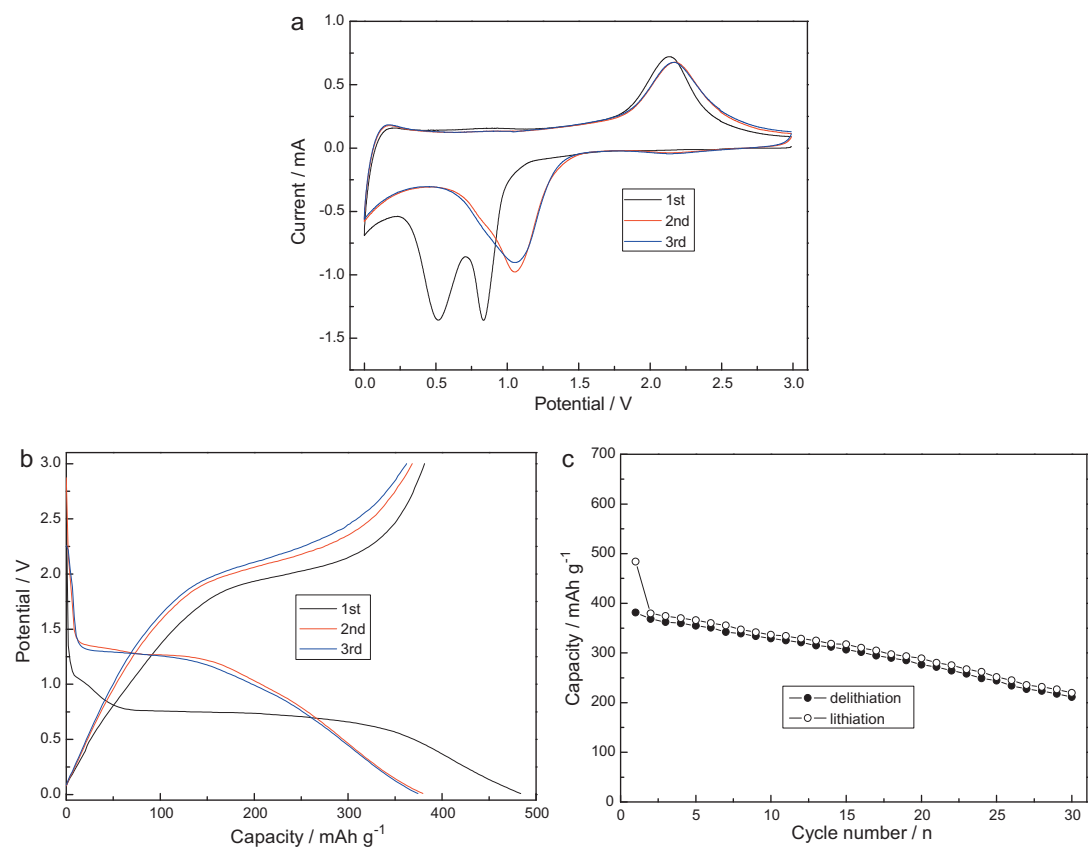 a
1.0
0.5
0.0
-0.5
-1.0
-1.5
Current / mA
1st
2nd
3rd
0.0 0.5 1.0 1.5 2.0 2.5 3.0
Potential / V
b
3.0
2.5
2.0
1.5
1.0
0.5
0.0
Potential / V
1st
2nd
3rd
0 100 200 300 400 500
Capacity / mAh g⁻¹
c
700
600
500
400
300
200
100
0
Capacity / mAh g⁻¹
delithiation
lithiation
0 5 10 15 20 25 30
Cycle number / n